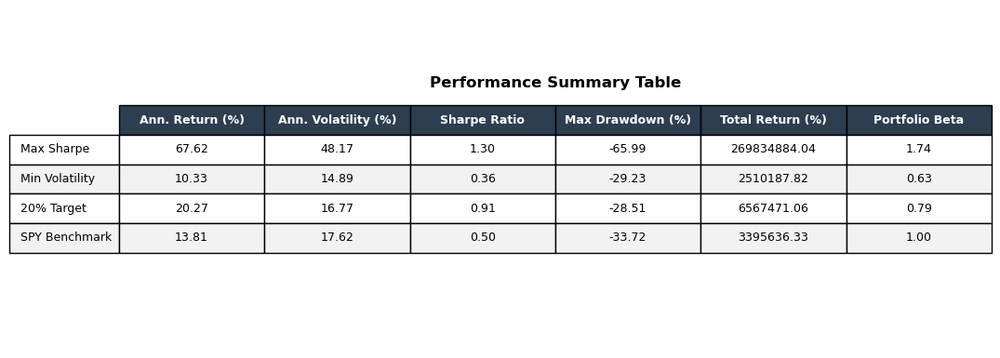 Performance Summary Table
Ann. Return (%) Ann. Volatility (%) Sharpe Ratio Max Drawdown (%) Total Return (%) Portfolio Beta
Max Sharpe 67.62 48.17 1.30 -65.99 269834884.04 1.74
Min Volatility 10.33 14.89 0.36 -29.23 2510187.82 0.63
20% Target 20.27 16.77 0.91 -28.51 6567471.06 0.79
SPY Benchmark 13.81 17.62 0.50 -33.72 3395636.33 1.00